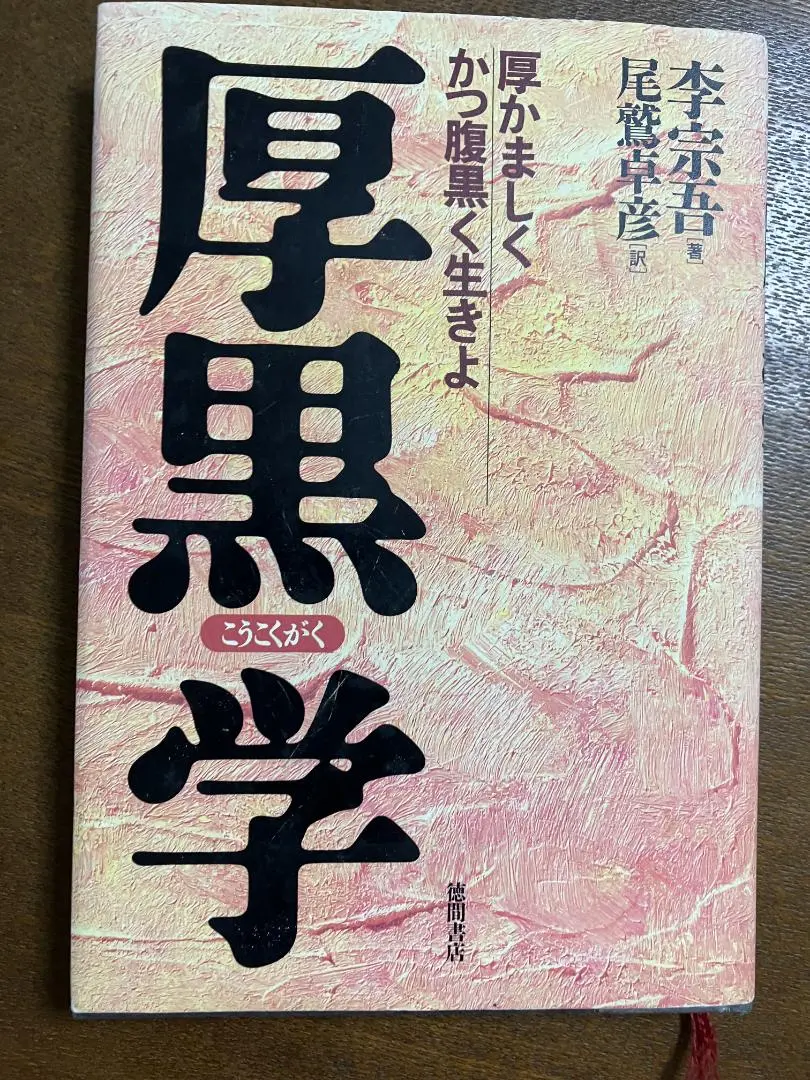 李宗吾[著]
尾鷲卓彦[訳]
厚かましく
かつ腹黒く生きよ
厚黒学
こうこくがく
徳間書店